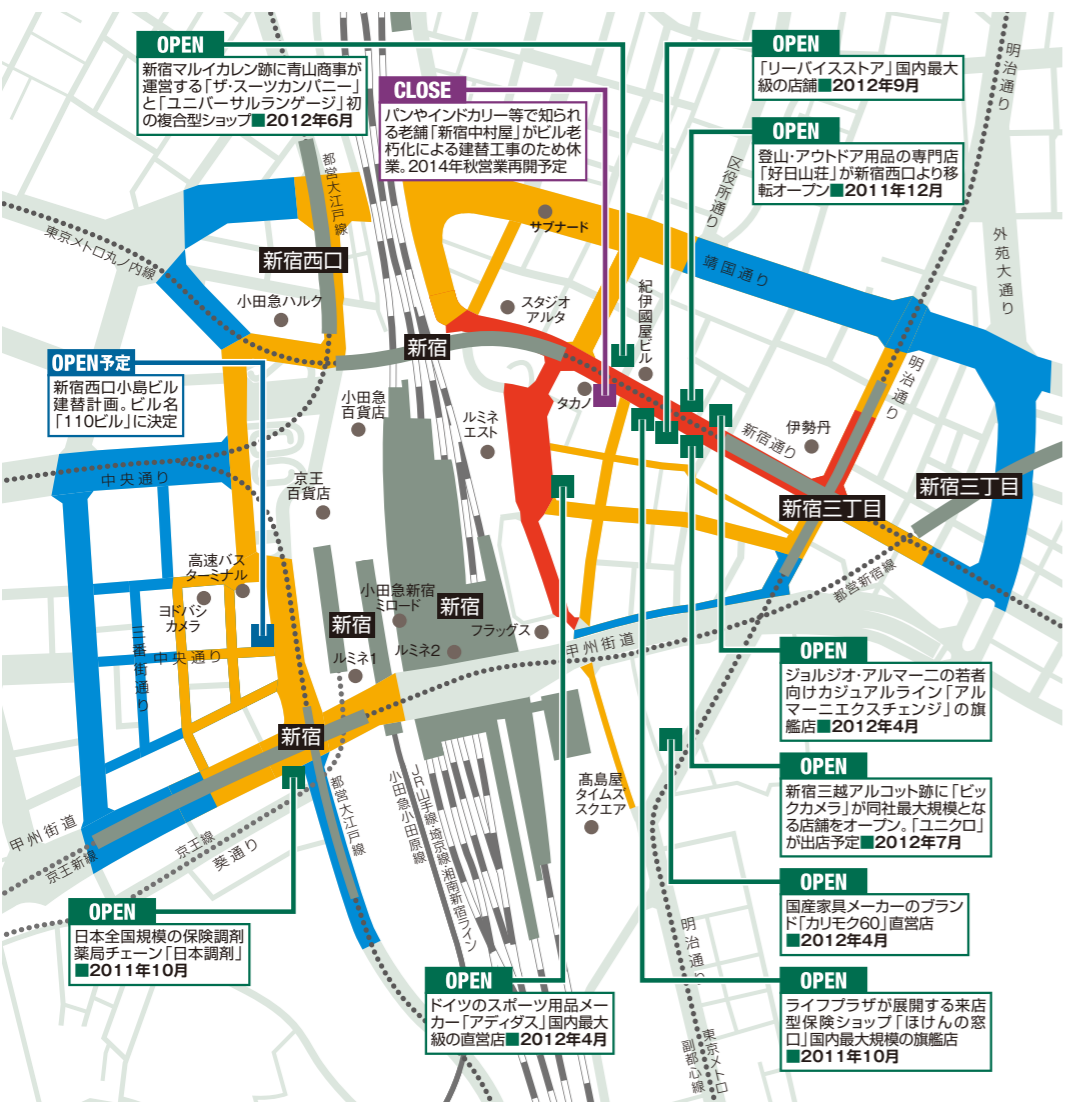 OPEN
新宿マルイカレン跡に青山商事が
運営する「ザ・スーツカンパニー」
と「ユニバーサルランゲージ」初
の複合型ショップ■2012年6月
CLOSE
パンやインドカリー等で知られ
る老舗「新宿中村屋」がビル老
朽化による建替工事のため休
業。2014年秋営業再開予定
OPEN
「リーバイスストア」国内最大
級の店舗■2012年9月
OPEN
登山・アウトドア用品の専門店
「好日山荘」が新宿西口より移
転オープン■2011年12月
明治通り
区役所通り
外苑大通り
都営大江戸線
東京メトロ丸ノ内線
新宿西口
サブナード
靖国通り
小田急ハルク
スタジオ
アルタ
紀伊國屋ビル
新宿
OPEN予定
新宿西口小島ビル
建替計画。ビル名
「110ビル」に決定
小田急
百貨店
ルミネ
エスト
タカノ
新宿通り
伊勢丹
明治通り
中央通り
京王
百貨店
新宿三丁目
新宿三丁目
高速バス
ターミナル
ヨドバシ
カメラ
小田急新宿
ミロード
新宿
新宿
フラッグス
都営新宿線
三番街通り
中央通り
ルミネ1
ルミネ2
甲州街道
新宿
OPEN
ジョルジオ・アルマーニの若者
向けカジュアルライン「アル
マーニエクスチェンジ」の旗
艦店■2012年4月
OPEN
新宿三越アルコット跡に「ビッ
クカメラ」が同社最大規模とな
る店舗をオープン。「ユニクロ」
が出店予定■2012年7月
髙島屋
タイムズ
スクエア
甲州街道
京王新線
京王線
葵通り
都営大江戸線
小田急小田原線
JR山手線 埼京線 湘南新宿ライン
OPEN
日本全国規模の保険調剤
薬局チェーン「日本調剤」
■2011年10月
OPEN
国産家具メーカーのブラン
ド「カリモク60」直営店
■2012年4月
明治通り
OPEN
ドイツのスポーツ用品メー
カー「アディダス」国内最大
級の直営店■2012年4月
OPEN
ライフプラザが展開する来店
型保険ショップ「ほけんの窓
口」国内最大規模の旗艦店
■2011年10月
東京メトロ
副都心線